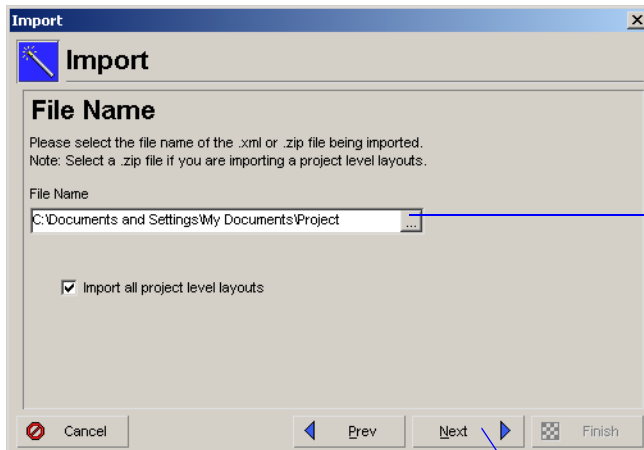 Import
Import
File Name
Please select the file name of the .xml or .zip file being imported.
Note: Select a .zip file if you are importing a project level layouts.
File Name
C:\Documents and Settings\My Documents\Project
...
Import all project level layouts
Cancel
Prev
Next
Finish